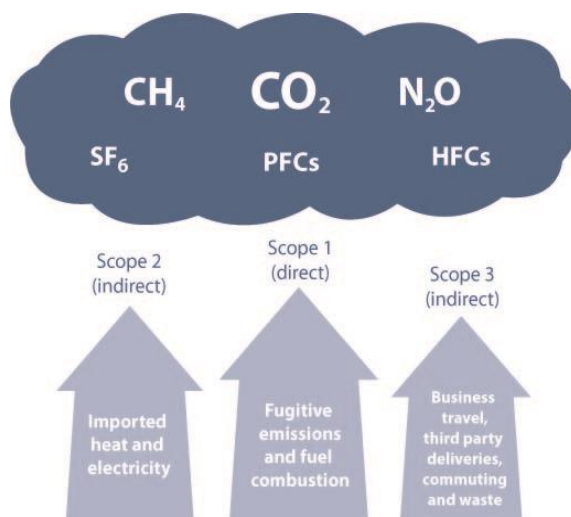 CH₄ CO₂ N₂O
SF₆ PFCs HFCs
Scope 2
(indirect)
Scope 1
(direct)
Scope 3
(indirect)
Imported
heat and
electricity
Fugitive
emissions
and fuel
combustion
Business
travel,
third party
deliveries,
commuting
and waste